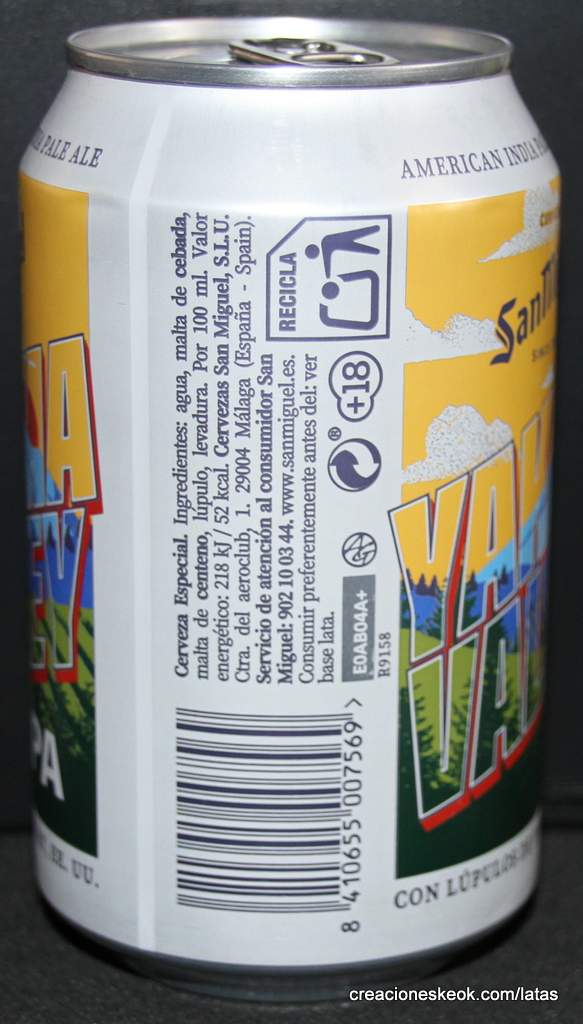 PALE ALE
AMERICAN INDIA
Cerveza Especial. Ingredientes: agua, malta de cebada,
malta de centeno, lúpulo, levadura. Por 100 ml. Valor
energético: 218 kJ / 52 kcal. Cervezas San Miguel, S.L.U.
Ctra. del aeroclub, 1. 29004 Málaga (España - Spain).
Servicio de atención al consumidor San
Miguel: 902 10 03 44. www.sanmiguel.es.
Consumir preferentemente antes del: ver
base lata.
RECICLA
+18
®
E0AB04A+
R9158
8 410655 007569 >
EE. UU.
CON LÚPULOS
creacioneskeok.com/latas